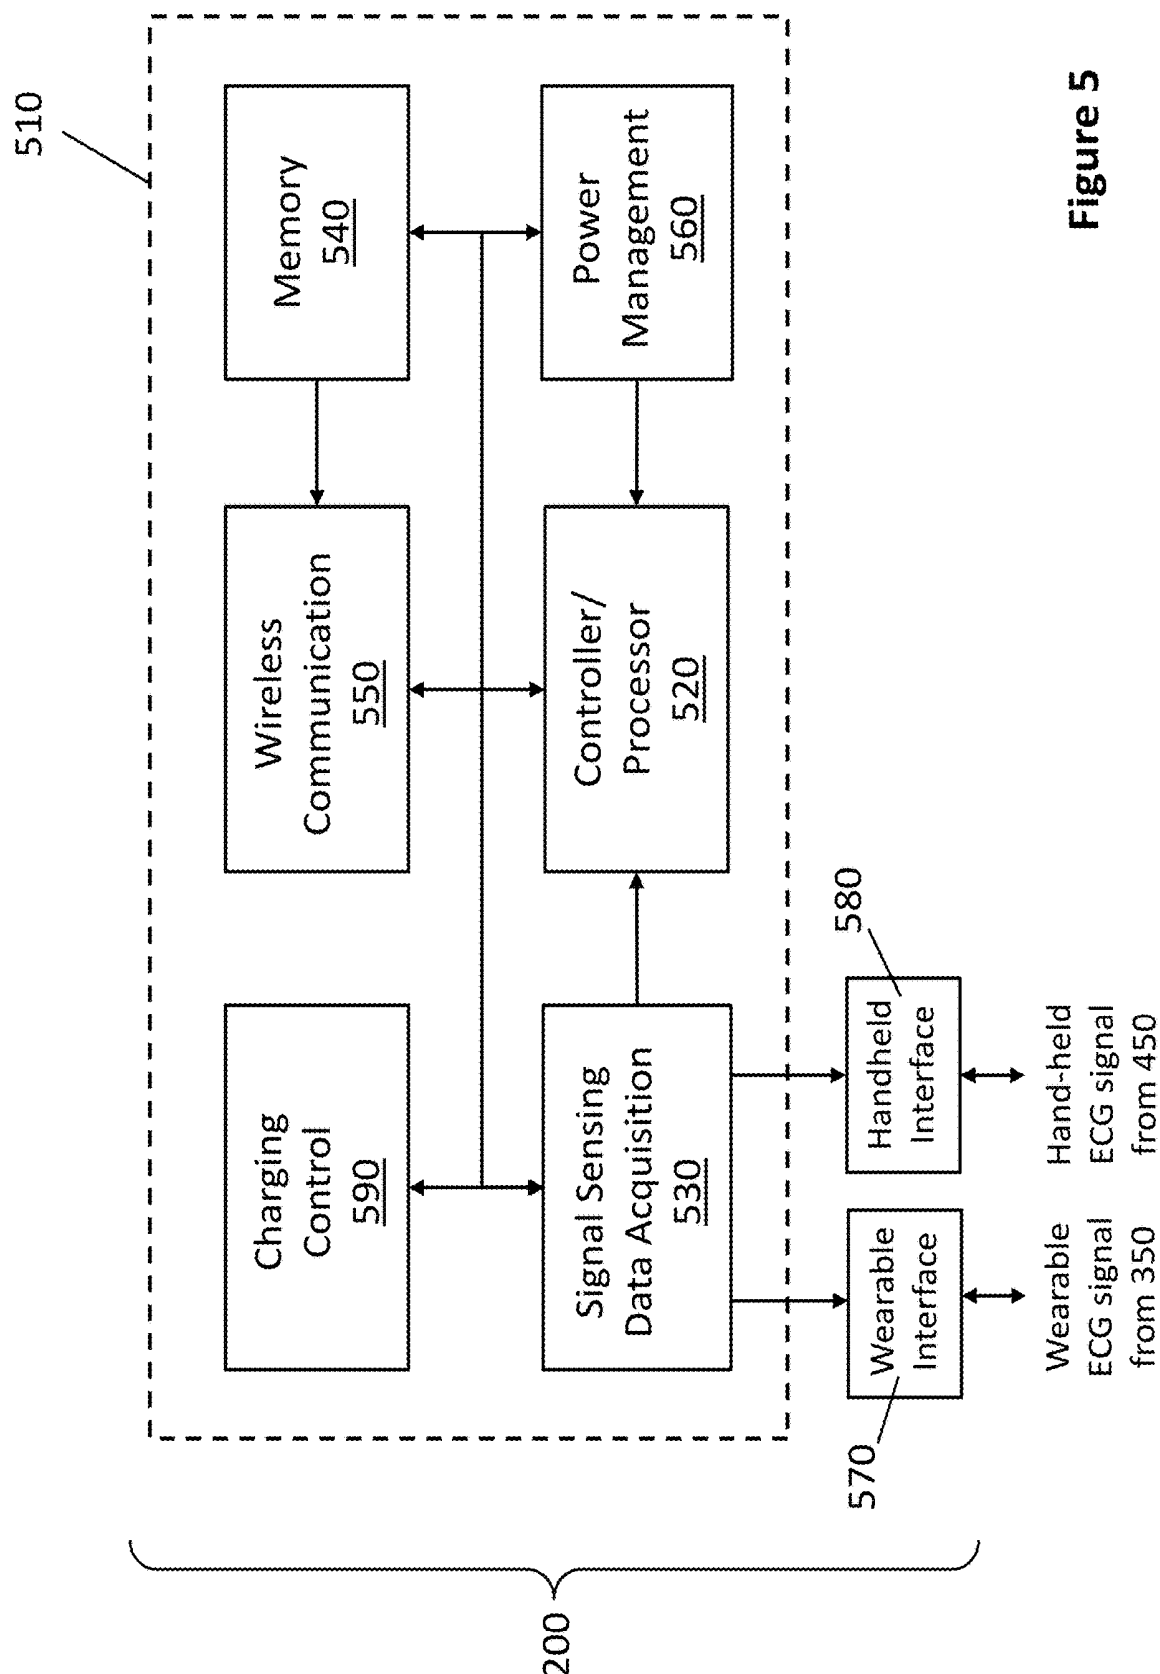 510
Charging
Control
590
Wireless
Communication
550
Memory
540
Signal Sensing
Data Acquisition
530
Controller/
Processor
520
Power
Management
560
200
570
Wearable
Interface
Handheld
Interface
580
Wearable
ECG signal
from 350
Hand-held
ECG signal
from 450
Figure 5